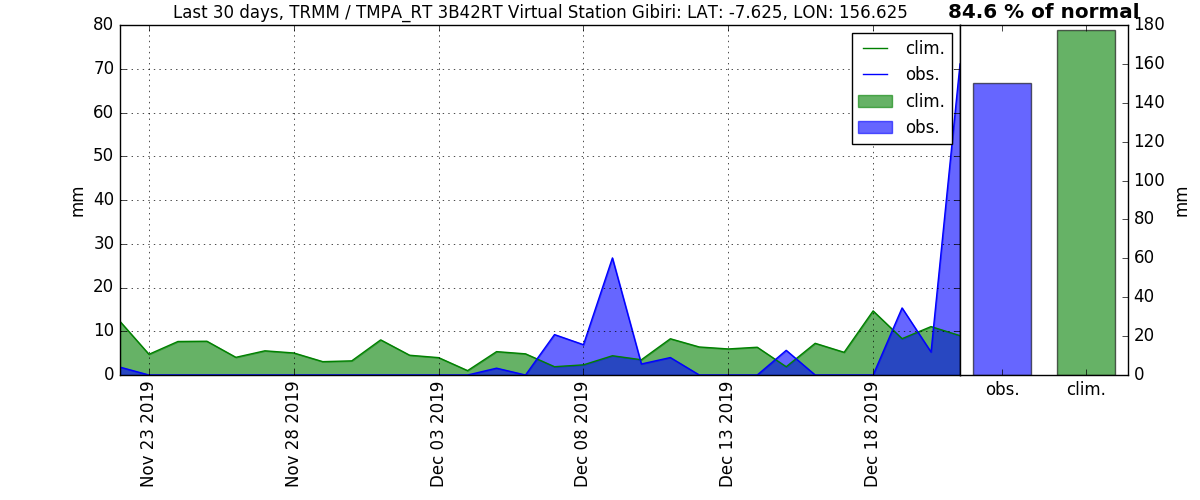 Last 30 days, TRMM / TMPA_RT 3B42RT Virtual Station Gibiri: LAT: -7.625, LON: 156.625
84.6 % of normal
80
70
60
50
40
30
20
10
0
mm
clim.
obs.
clim.
obs.
180
160
140
120
100
80
60
40
20
0
mm
obs.
clim.
Nov 23 2019
Nov 28 2019
Dec 03 2019
Dec 08 2019
Dec 13 2019
Dec 18 2019